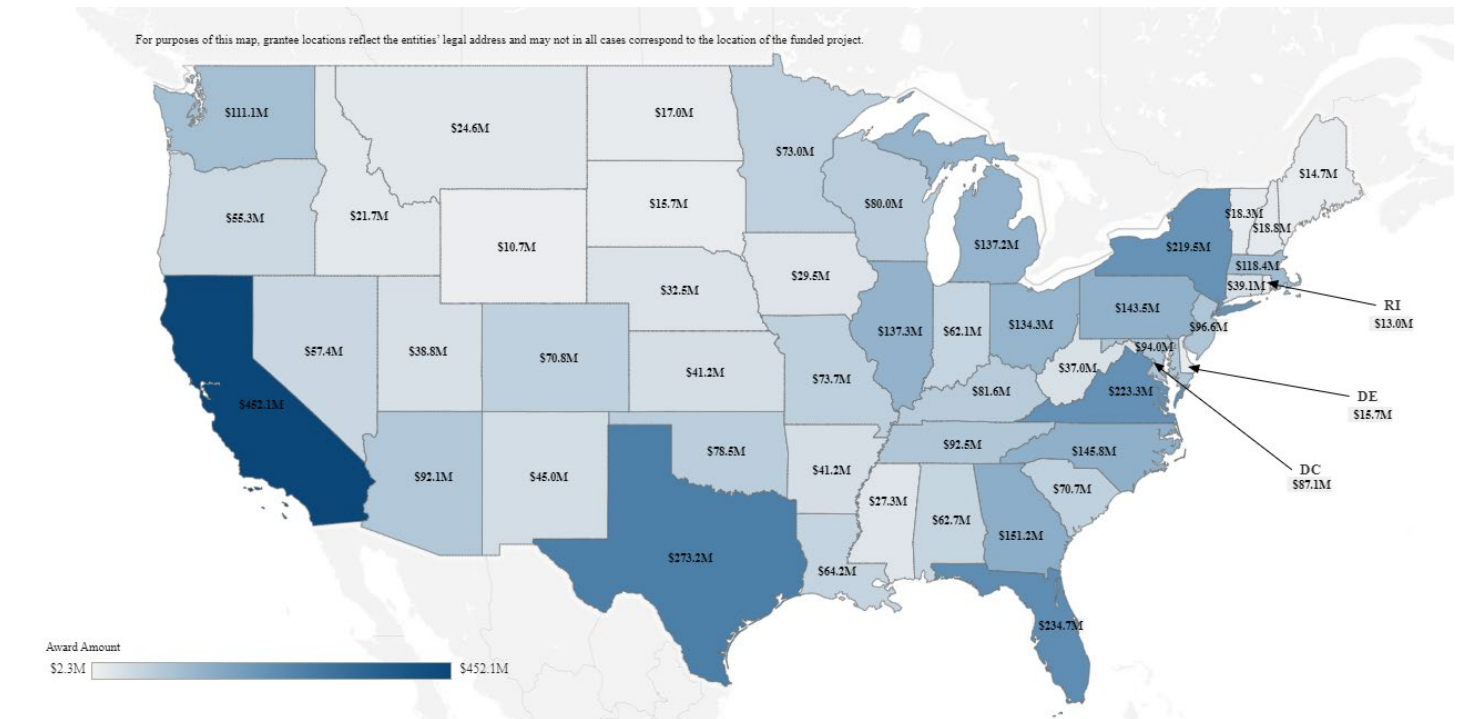 For purposes of this map, grantee locations reflect the entities’ legal address and may not in all cases correspond to the location of the funded project.
$111.1M
$24.6M
$17.0M
$73.0M
$14.7M
$55.3M
$21.7M
$15.7M
$80.0M
$18.3M
$18.8M
$10.7M
$137.2M
$219.5M
$118.4M
$29.5M
$39.1M
$32.5M
RI
$13.0M
$143.5M
$57.4M
$38.8M
$70.8M
$137.3M
$62.1M
$134.3M
$96.6M
$94.0M
$41.2M
$73.7M
$37.0M
$81.6M
$223.3M
DE
$15.7M
$452.1M
$92.5M
$145.8M
$92.1M
$45.0M
$78.5M
$41.2M
DC
$87.1M
$27.3M
$70.7M
$62.7M
$151.2M
$273.2M
$64.2M
$234.7M
Award Amount
$2.3M
$452.1M